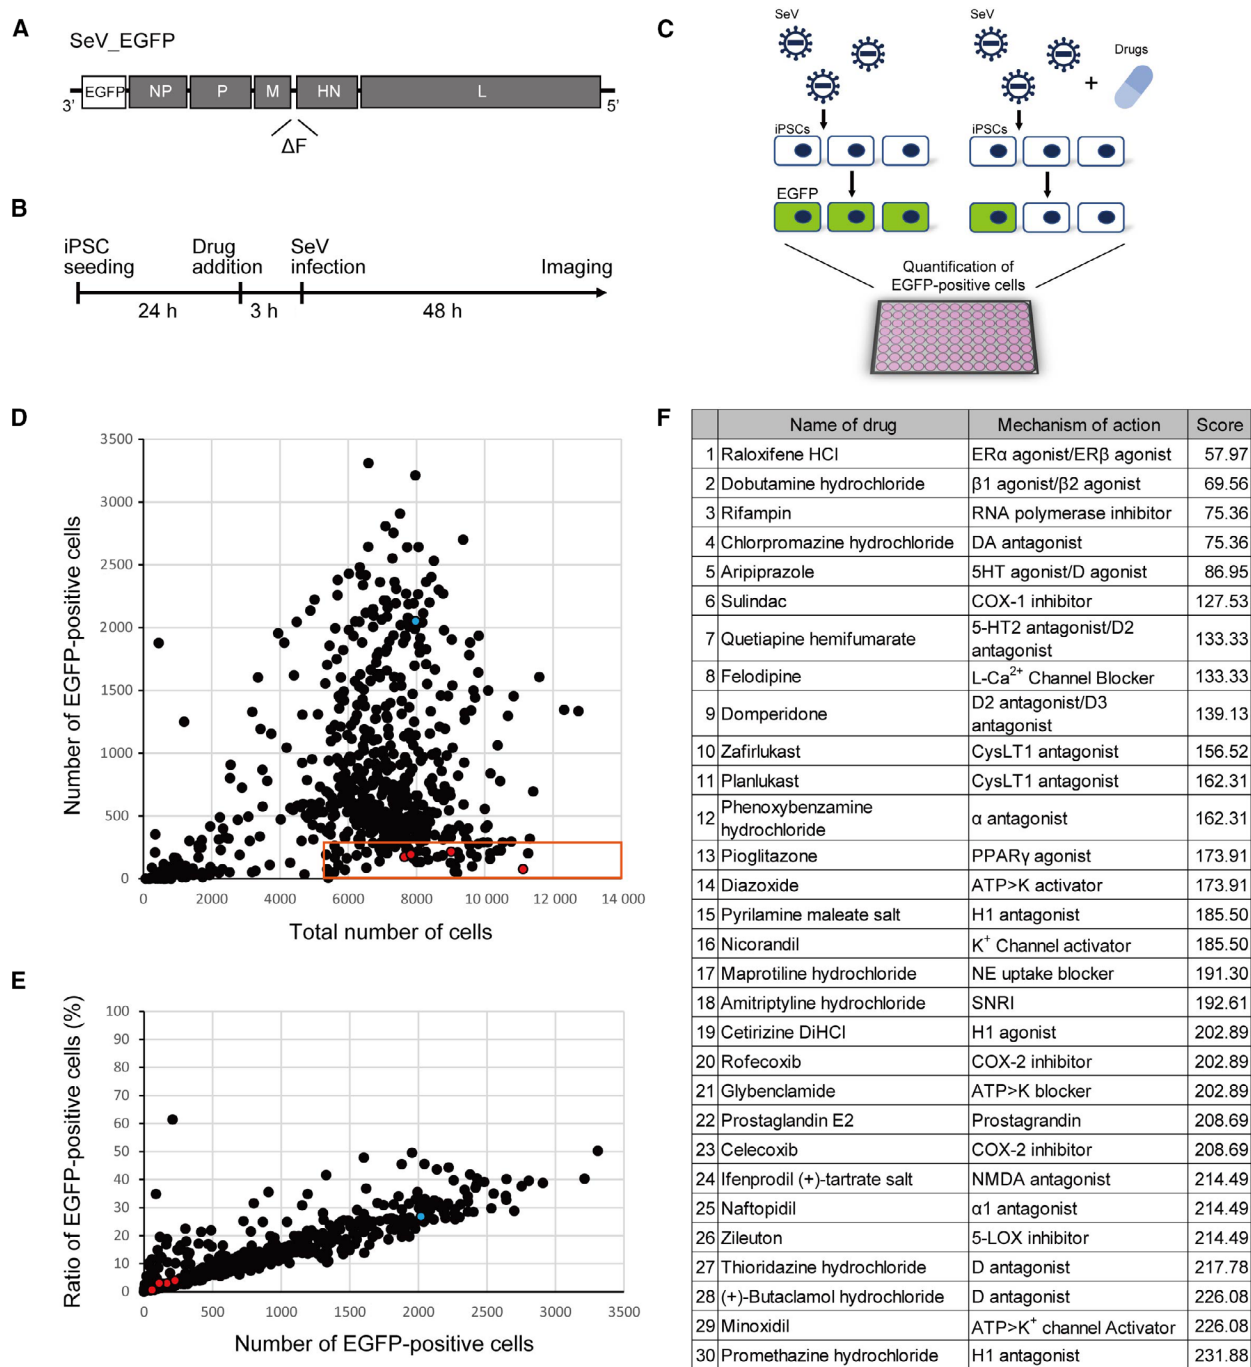 A
SeV_EGFP
3'
EGFP
NP
P
M
HN
L
5'
ΔF
B
iPSC
seeding
Drug
addition
SeV
infection
Imaging
24 h
3 h
48 h
C
SeV
SeV
Drugs
+
iPSCs
iPSCs
EGFP
Quantification of
EGFP-positive cells
D
Number of EGFP-positive cells
3500
3000
2500
2000
1500
1000
500
0
0 2000 4000 6000 8000 10 000 12 000 14 000
Total number of cells
E
Ratio of EGFP-positive cells (%)
100
90
80
70
60
50
40
30
20
10
0
0 500 1000 1500 2000 2500 3000 3500
Number of EGFP-positive cells
F
Name of drug Mechanism of action Score
1 Raloxifene HCl ERα agonist/ERβ agonist 57.97
2 Dobutamine hydrochloride β1 agonist/β2 agonist 69.56
3 Rifampin RNA polymerase inhibitor 75.36
4 Chlorpromazine hydrochloride DA antagonist 75.36
5 Aripiprazole 5HT agonist/D agonist 86.95
6 Sulindac COX-1 inhibitor 127.53
7 Quetiapine hemifumarate 5-HT2 antagonist/D2
antagonist 133.33
8 Felodipine L-Ca2+ Channel Blocker 133.33
9 Domperidone D2 antagonist/D3
antagonist 139.13
10 Zafirlukast CysLT1 antagonist 156.52
11 Planlukast CysLT1 antagonist 162.31
12 Phenoxybenzamine
hydrochloride α antagonist 162.31
13 Pioglitazone PPARγ agonist 173.91
14 Diazoxide ATP>K activator 173.91
15 Pyrilamine maleate salt H1 antagonist 185.50
16 Nicorandil K+ Channel activator 185.50
17 Maprotiline hydrochloride NE uptake blocker 191.30
18 Amitriptyline hydrochloride SNRI 192.61
19 Cetirizine DiHCl H1 agonist 202.89
20 Rofecoxib COX-2 inhibitor 202.89
21 Glybenclamide ATP>K blocker 202.89
22 Prostaglandin E2 Prostagrandin 208.69
23 Celecoxib COX-2 inhibitor 208.69
24 Ifenprodil (+)-tartrate salt NMDA antagonist 214.49
25 Naftopidil α1 antagonist 214.49
26 Zileuton 5-LOX inhibitor 214.49
27 Thioridazine hydrochloride D antagonist 217.78
28 (+)-Butaclamol hydrochloride D antagonist 226.08
29 Minoxidil ATP>K+ channel Activator 226.08
30 Promethazine hydrochloride H1 antagonist 231.88